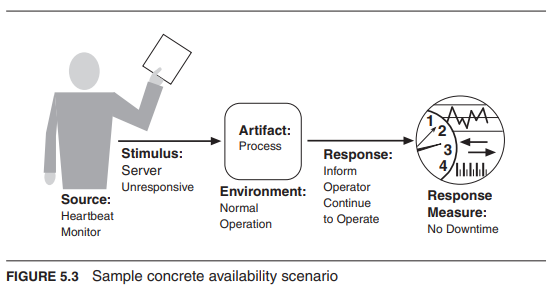 Source:
Heartbeat
Monitor
Stimulus:
Server
Unresponsive
Artifact:
Process
Environment:
Normal
Operation
Response:
Inform
Operator
Continue
to Operate
1
2
3
4
Response
Measure:
No Downtime
FIGURE 5.3 Sample concrete availability scenario